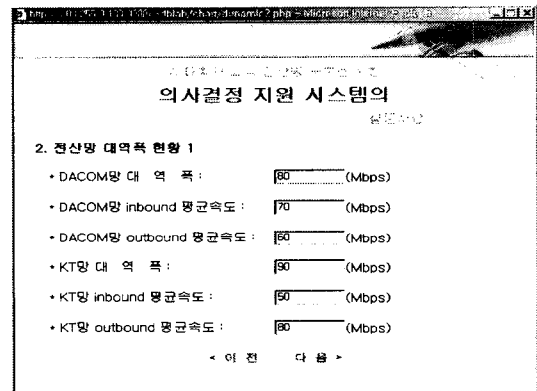 의사결정 지원 시스템의
2. 전산망 대역폭 현황 1
• DACOM망 대 역 폭 : 80 (Mbps)
• DACOM망 inbound 평균속도 : 70 (Mbps)
• DACOM망 outbound 평균속도 : 60 (Mbps)
• KT망 대 역 폭 : 90 (Mbps)
• KT망 inbound 평균속도 : 50 (Mbps)
• KT망 outbound 평균속도 : 80 (Mbps)
< 이 전 다 음 >